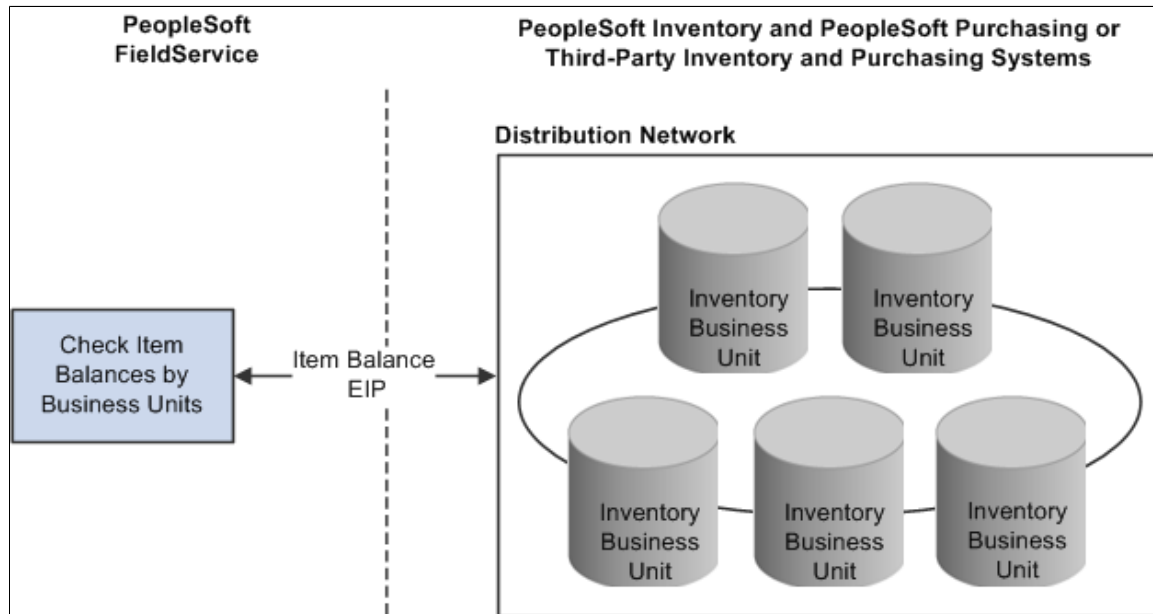 PeopleSoft
FieldService
PeopleSoft Inventory and PeopleSoft Purchasing or
Third-Party Inventory and Purchasing Systems
Distribution Network
Inventory
Business
Unit
Inventory
Business
Unit
Check Item
Balances by
Business Units
Item Balance
EIP
Inventory
Business
Unit
Inventory
Business
Unit
Inventory
Business
Unit